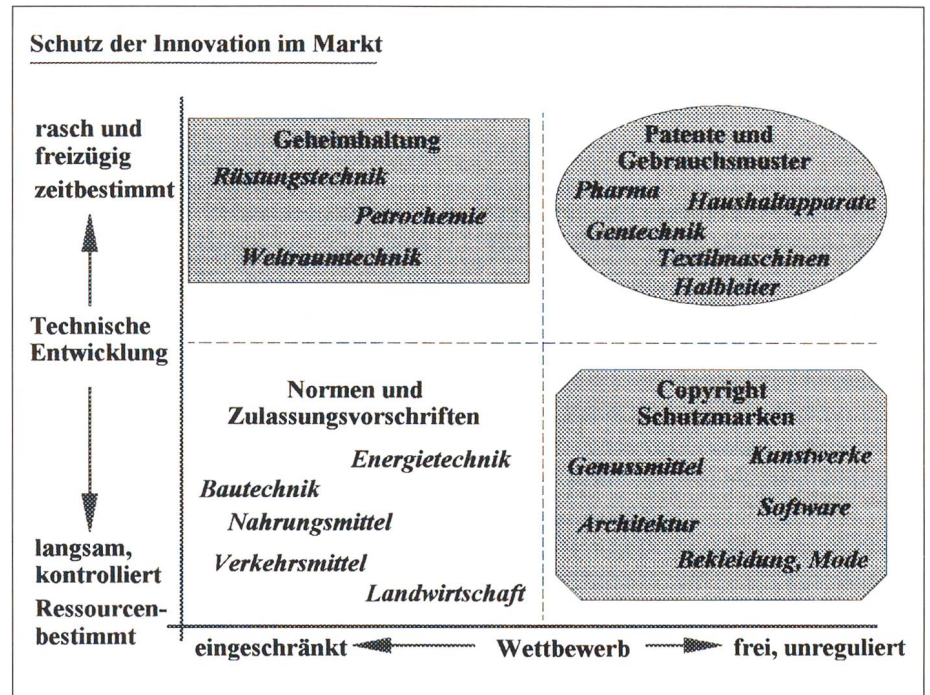 Schutz der Innovation im Markt
rasch und
freizügig
zeitbestimmt
Technische
Entwicklung
langsam,
kontrolliert
Ressourcen-
bestimmt
Geheimhaltung
Rüstungstechnik
Petrochemie
Weltraumtechnik
Patente und
Gebrauchsmuster
Pharma
Haushaltapparate
Gentechnik
Textilmaschinen
Halbleiter
Normen und
Zulassungsvorschriften
Energietechnik
Bautechnik
Nahrungsmittel
Verkehrsmittel
Landwirtschaft
Copyright
Schutzmarken
Genussmittel
Kunstwerke
Software
Architektur
Bekleidung, Mode
eingeschränkt
Wettbewerb
frei, unreguliert